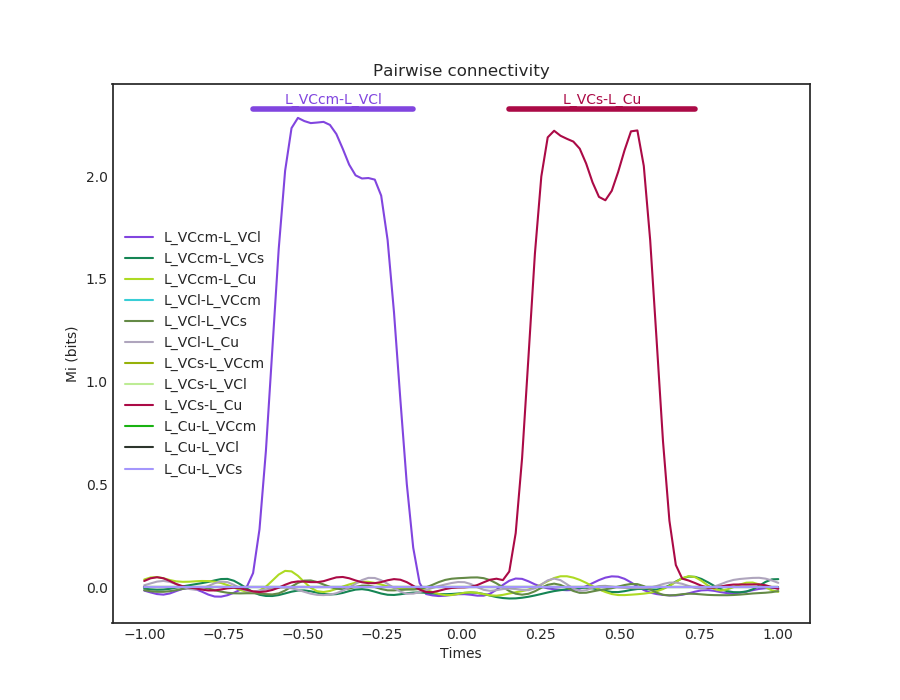 Pairwise connectivity
L_VCcm-L_VCl
L_VCs-L_Cu
Mi (bits)
2.0
1.5
1.0
0.5
0.0
L_VCcm-L_VCl
L_VCcm-L_VCs
L_VCcm-L_Cu
L_VCl-L_VCcm
L_VCl-L_VCs
L_VCl-L_Cu
L_VCs-L_VCcm
L_VCs-L_VCl
L_VCs-L_Cu
L_Cu-L_VCcm
L_Cu-L_VCl
L_Cu-L_VCs
−1.00 −0.75 −0.50 −0.25 0.00 0.25 0.50 0.75 1.00
Times